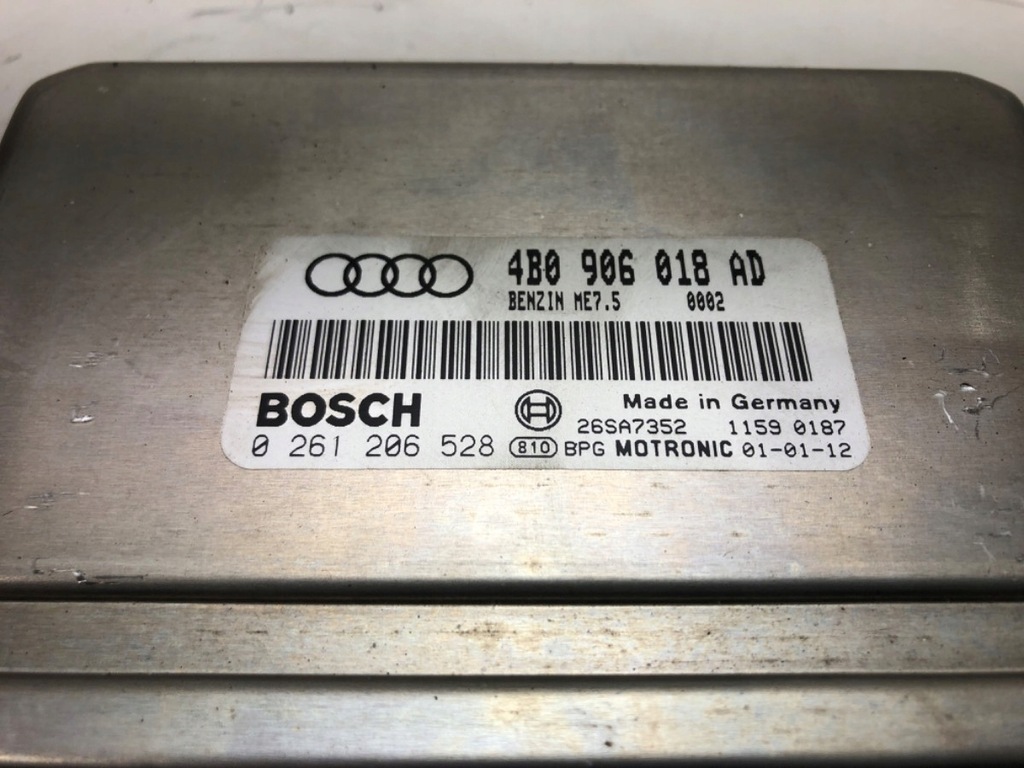 4B0 906 018 AD
BENZIN ME7.5 0002
BOSCH
Made in Germany
26SA7352 1159 0187
0 261 206 528 810 BPG MOTRONIC 01-01-12